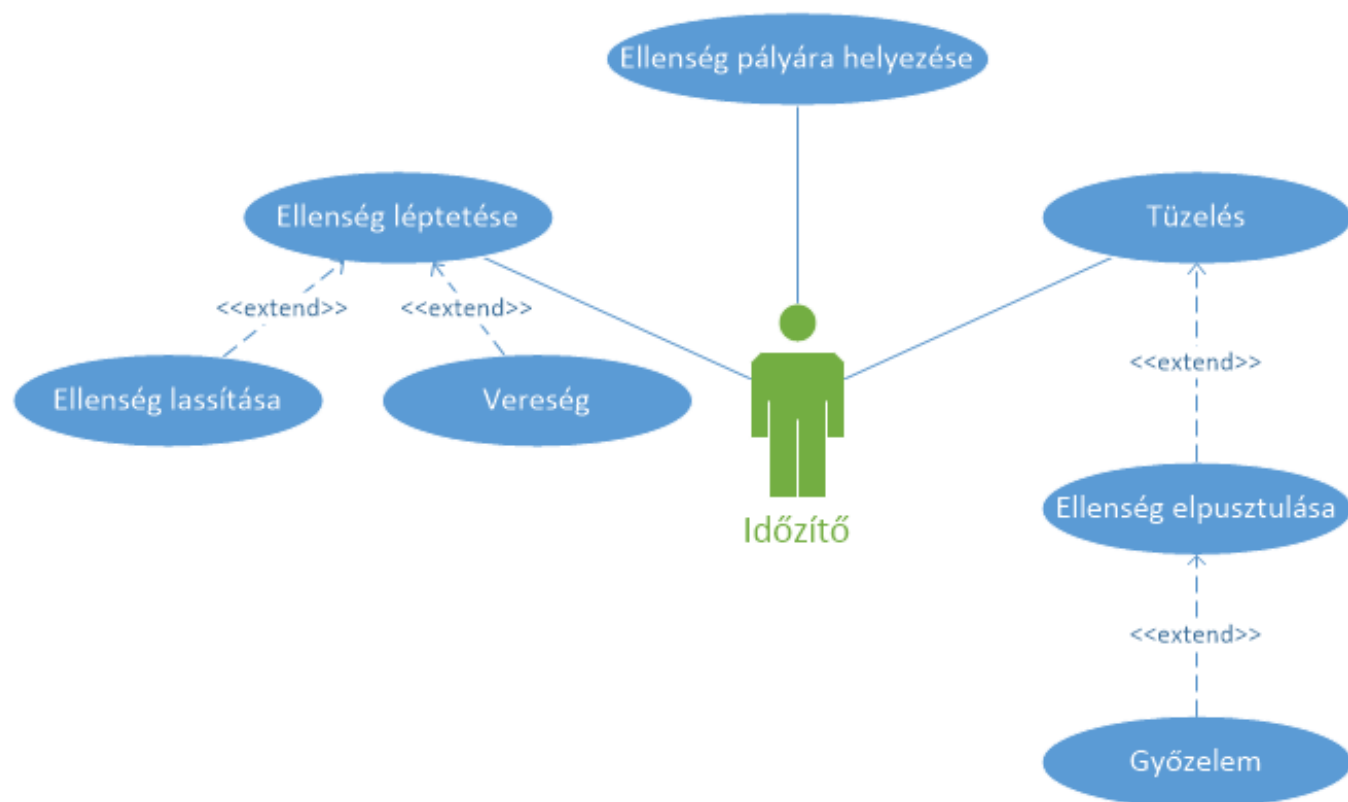 Ellenség pályára helyezése
Ellenség léptetése
Tüzelés
<<extend>>
<<extend>>
<<extend>>
Ellenség lassítása
Vereség
Ellenség elpusztulása
Időzítő
<<extend>>
Győzelem